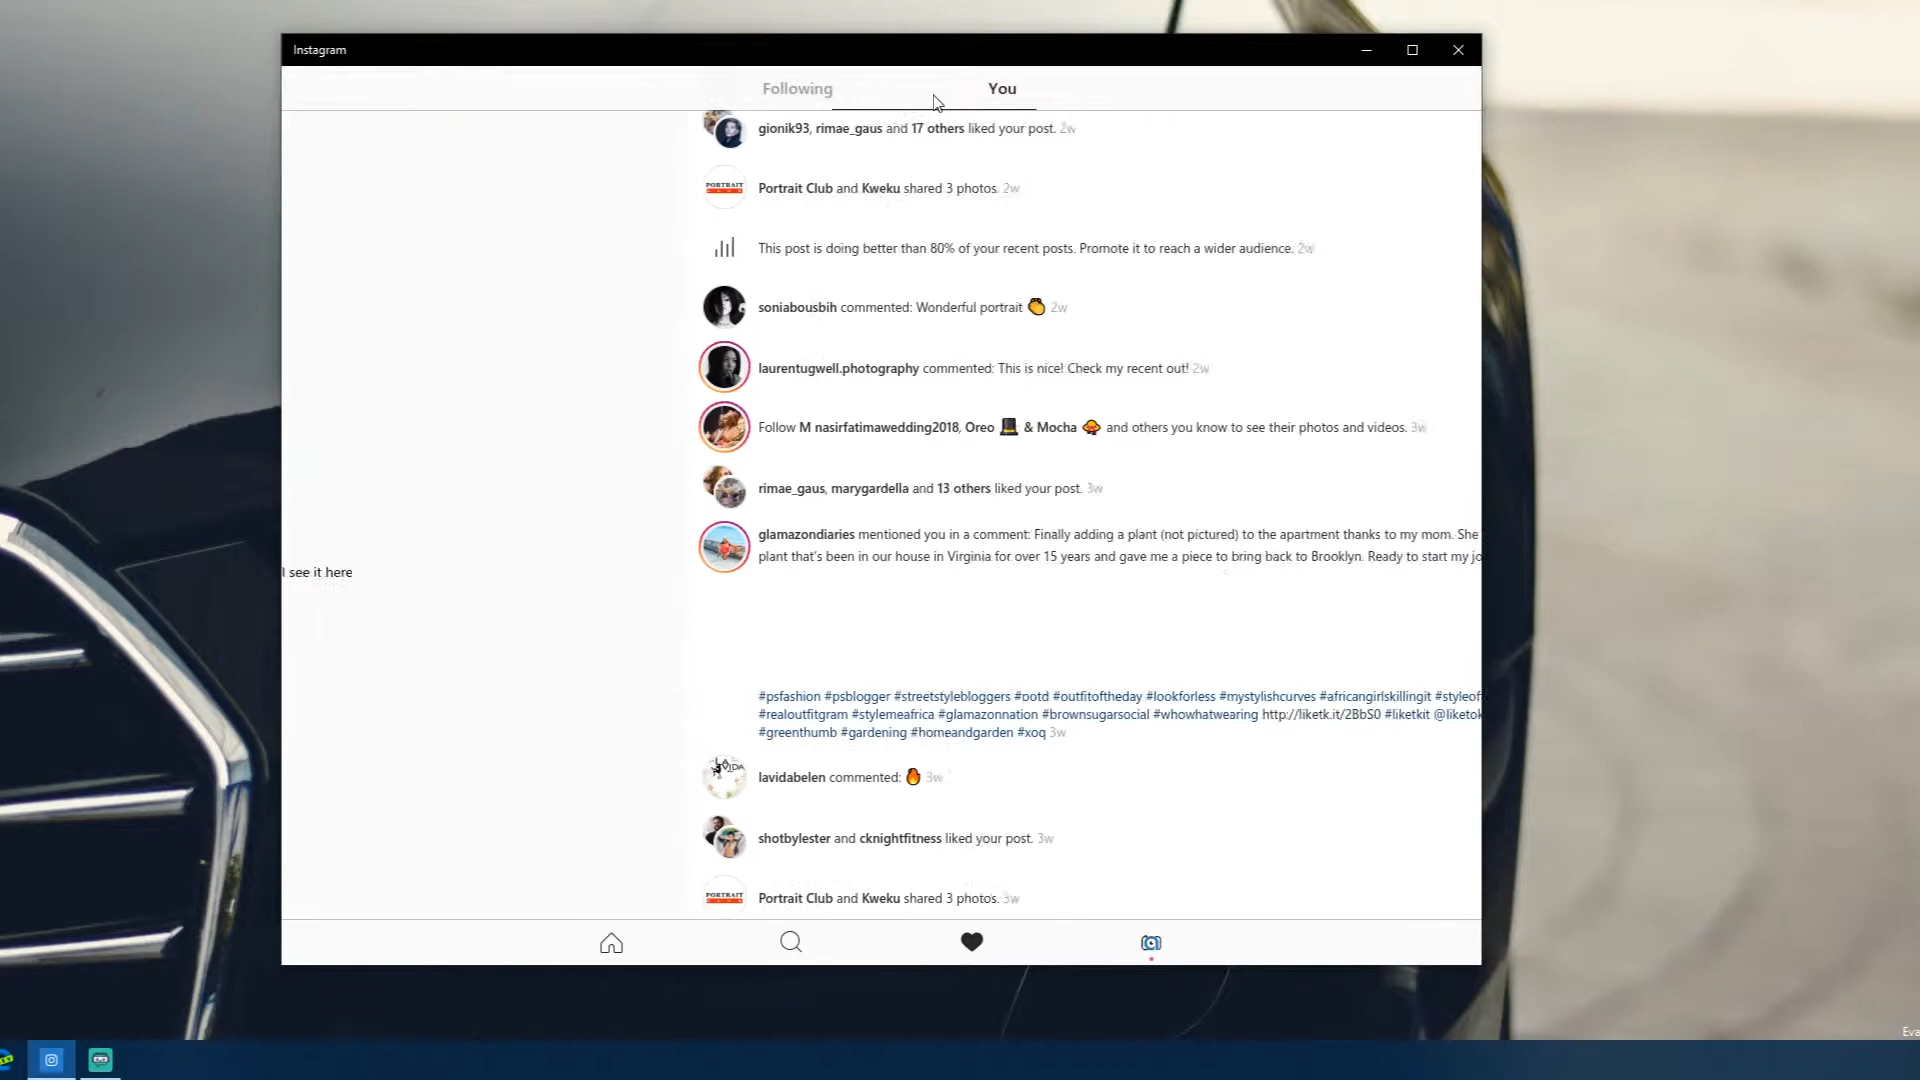 Instagram
Following
You
gionik93, rimae_gaus and 17 others liked your post. 2w
PORTRAIT
Portrait Club and Kweku shared 3 photos. 2w
This post is doing better than 80% of your recent posts. Promote it to reach a wider audience. 2w
soniabousbih commented: Wonderful portrait 👏 2w
laurentugwell.photography commented: This is nice! Check my recent out! 2w
Follow M nasirfatimawedding2018, Oreo 🎩 & Mocha 👒 and others you know to see their photos and videos. 3w
rimae_gaus, marygardella and 13 others liked your post. 3w
glamazondiaries mentioned you in a comment: Finally adding a plant (not pictured) to the apartment thanks to my mom. She
plant that's been in our house in Virginia for over 15 years and gave me a piece to bring back to Brooklyn. Ready to start my jo
I see it here
#psfashion #psblogger #streetstylebloggers #ootd #outfitoftheday #lookforless #mystylishcurves #africangirlskillingit #styleof
#realoutfitgram #stylemeafrica #glamazonnation #brownsugarsocial #whowhatwearing http://liketk.it/2BbS0 #liketkit @liketok
#greenthumb #gardening #homeandgarden #xoq 3w
LA VIDA
lavidabelen commented: 🔥 3w
shotbylester and cknightfitness liked your post. 3w
PORTRAIT
Portrait Club and Kweku shared 3 photos. 3w
Eva